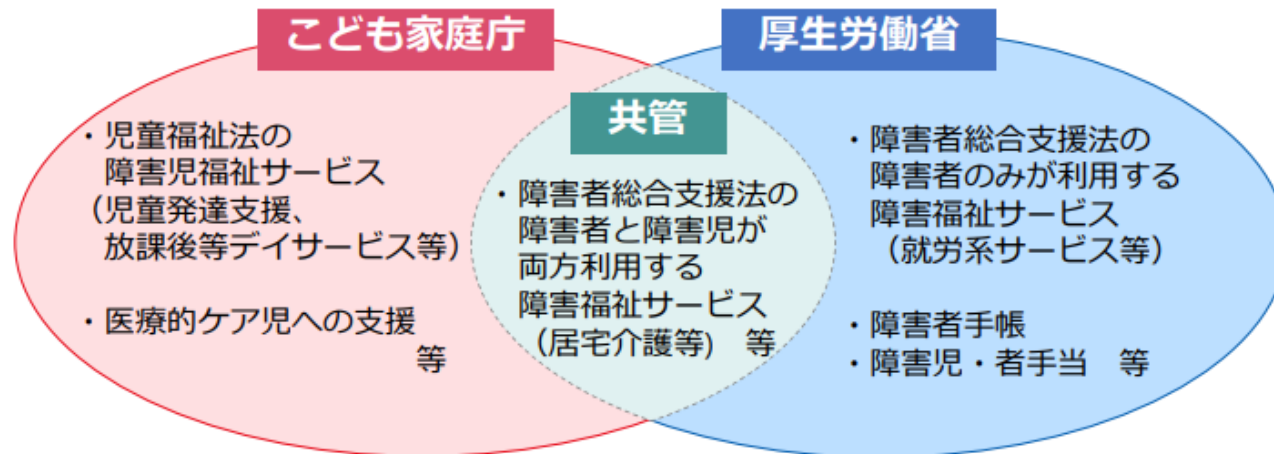 こども家庭庁
・児童福祉法の
障害児福祉サービス
（児童発達支援、
放課後等デイサービス等）
・医療的ケア児への支援
等
共管
・障害者総合支援法の
障害者と障害児が
両方利用する
障害福祉サービス
（居宅介護等)　等
厚生労働省
・障害者総合支援法の
障害者のみが利用する
障害福祉サービス
（就労系サービス等）
・障害者手帳
・障害児・者手当　等